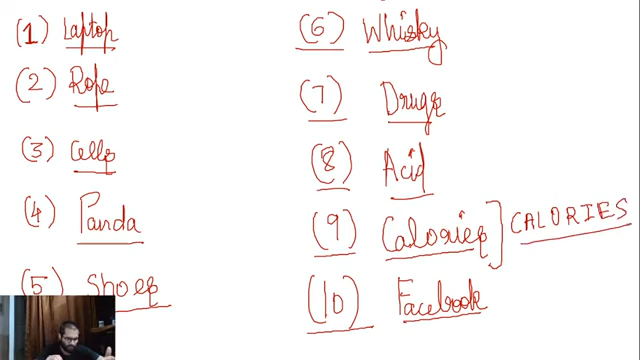 (1) Laptop
(2) Rope
(3) Cello
(4) Panda
(5) Shoes
(6) Whisky
(7) Drugs
(8) Acid
(9) Calories] CALORIES
(10) Facebook